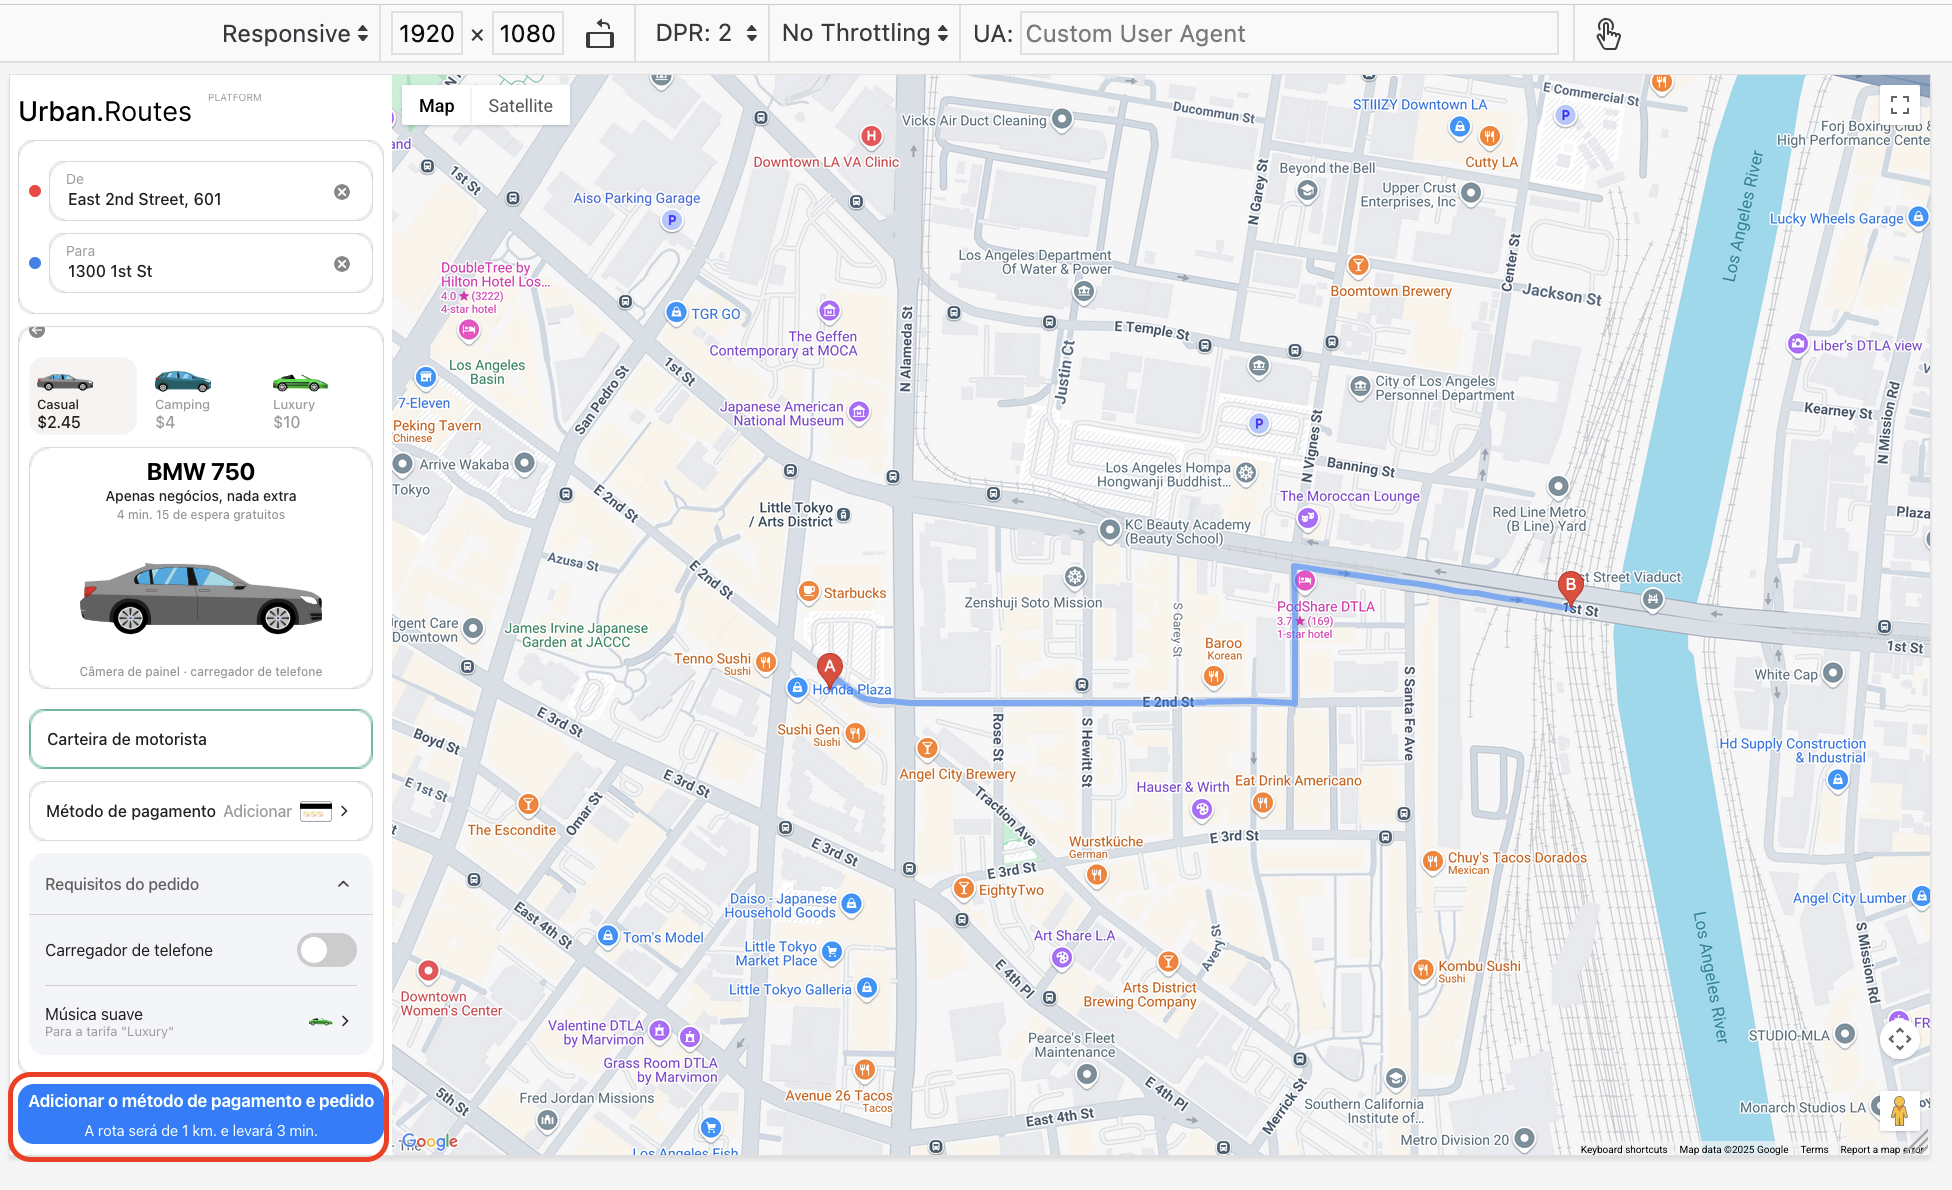 Responsive
1920 × 1080
DPR: 2
No Throttling
UA: Custom User Agent
Urban.Routes
PLATFORM
De
East 2nd Street, 601
Para
1300 1st St
Casual
$2.45
Camping
$4
Luxury
$10
BMW 750
Apenas negócios, nada extra
4 min. 15 de espera gratuitos
Câmera de painel · carregador de telefone
Carteira de motorista
Método de pagamento Adicionar
Requisitos do pedido
Carregador de telefone
Música suave
Para a tarifa "Luxury"
Adicionar o método de pagamento e pedido
A rota será de 1 km. e levará 3 min.
Map
Satellite
Vicks Air Duct Cleaning
Ducommun St
STIIIZY Downtown LA
E Commercial St
P
Forj Boxing Club &
High Performance Cente
Downtown LA VA Clinic
H
1st St
Cutty LA
Beyond the Bell
Upper Crust
Enterprises, Inc
N Garey St
Aiso Parking Garage
P
Los Angeles River
Lucky Wheels Garage
Los Angeles Department
Of Water & Power
Center St
DoubleTree by
Hilton Hotel Los...
4.0 ★ (3222)
4-star hotel
Boomtown Brewery
Jackson St
TGR GO
The Geffen
Contemporary at MOCA
N Alameda St
E Temple St
Justin Ct
Liber's DTLA view
Los Angeles
Basin
1st St
San Pedro St
7-Eleven
City of Los Angeles
Personnel Department
Kearney St
N Mission Rd
Japanese American
National Museum
P
N Vignes St
Peking Tavern
Chinese
Arrive Wakaba
Tokyo
Los Angeles Hompa
Hongwanji Buddhist...
Banning St
E 2nd St
The Moroccan Lounge
Little Tokyo
/ Arts District
KC Beauty Academy
(Beauty School)
Red Line Metro
(B Line) Yard
Plaza
Azusa St
E 2nd St
Starbucks
Zenshuji Soto Mission
PodShare DTLA
3.7 ★ (169)
1-star hotel
B
st Street Viaduct
1st St
Urgent Care
Downtown
James Irvine Japanese
Garden at JACCC
S Garey St
Baroo
Korean
1st St
Tenno Sushi
Sushi
A
Honda Plaza
White Cap
S Santa Fe Ave
E 2nd St
E 3rd St
Sushi Gen
Sushi
Rose St
S Hewitt St
Boyd St
Angel City Brewery
Hd Supply Construction
& Industrial
E 3rd St
E 1st St
Hauser & Wirth
Eat Drink Americano
Traction Ave
Omar St
The Escondite
E 3rd St
E 3rd St
Wurstküche
German
Chuy's Tacos Dorados
Mexican
E 3rd St
EightyTwo
Daiso - Japanese
Household Goods
Angel City Lumber
East 4th St
Tom's Model
Art Share L.A
Avery St
Los Angeles River
S Mission Rd
Little Tokyo
Market Place
E 4th Pl
Kombu Sushi
Sushi
Downtown
Women's Center
Little Tokyo Galleria
Arts District
Brewing Company
FR
Valentine DTLA
by Marvimon
STUDIO-MLA
Pearce's Fleet
Maintenance
Grass Room DTLA
by Marvimon
5th St
Fred Jordan Missions
Avenue 26 Tacos
Tacos
E 4th Pl
Merrick St
Southern California
Institute of...
Monarch Studios LA
East 4th St
Metro Division 20
The
Google
Los Angeles Fish
Keyboard shortcuts
Map data ©2025 Google
Terms
Report a map error